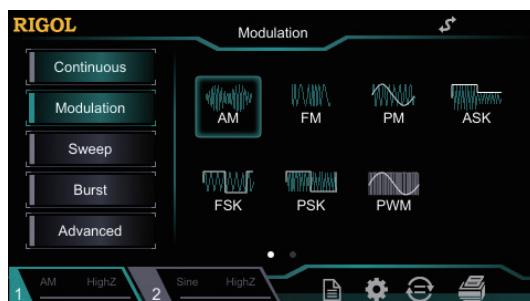 RIGOL
Modulation
Continuous
Modulation
Sweep
Burst
Advanced
AM
FM
PM
ASK
FSK
PSK
PWM
1 AM HighZ
2 Sine HighZ